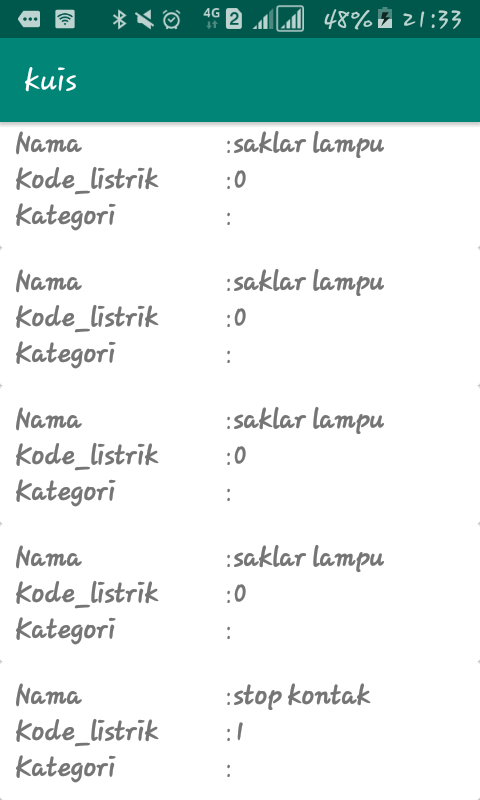 4G 2 48% 21:33
kuis
Nama :saklar lampu
Kode_listrik :0
Kategori :
Nama :saklar lampu
Kode_listrik :0
Kategori :
Nama :saklar lampu
Kode_listrik :0
Kategori :
Nama :saklar lampu
Kode_listrik :0
Kategori :
Nama :stop kontak
Kode_listrik :1
Kategori :